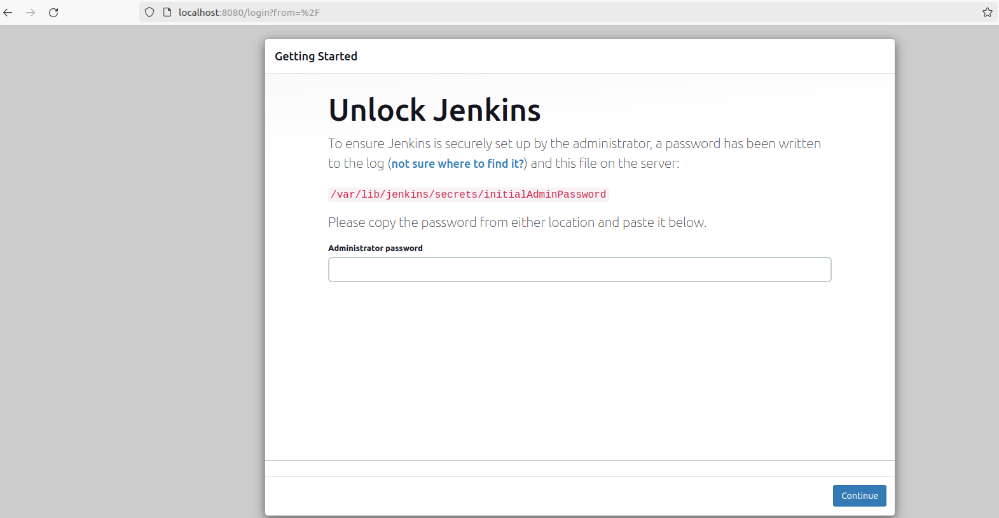 localhost:8080/login?from=%2F
Getting Started
Unlock Jenkins
To ensure Jenkins is securely set up by the administrator, a password has been written
to the log (not sure where to find it?) and this file on the server:
/var/lib/jenkins/secrets/initialAdminPassword
Please copy the password from either location and paste it below.
Administrator password
Continue